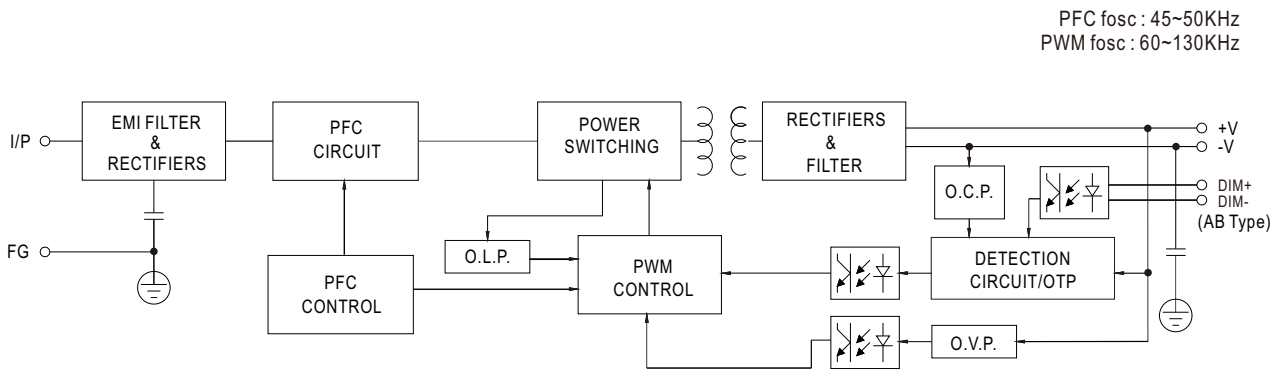 PFC fosc : 45~50KHz
PWM fosc : 60~130KHz
I/P
EMI FILTER
&
RECTIFIERS
PFC
CIRCUIT
POWER
SWITCHING
RECTIFIERS
&
FILTER
+V
-V
O.C.P.
DIM+
DIM-
(AB Type)
FG
O.L.P.
PFC
CONTROL
PWM
CONTROL
DETECTION
CIRCUIT/OTP
O.V.P.